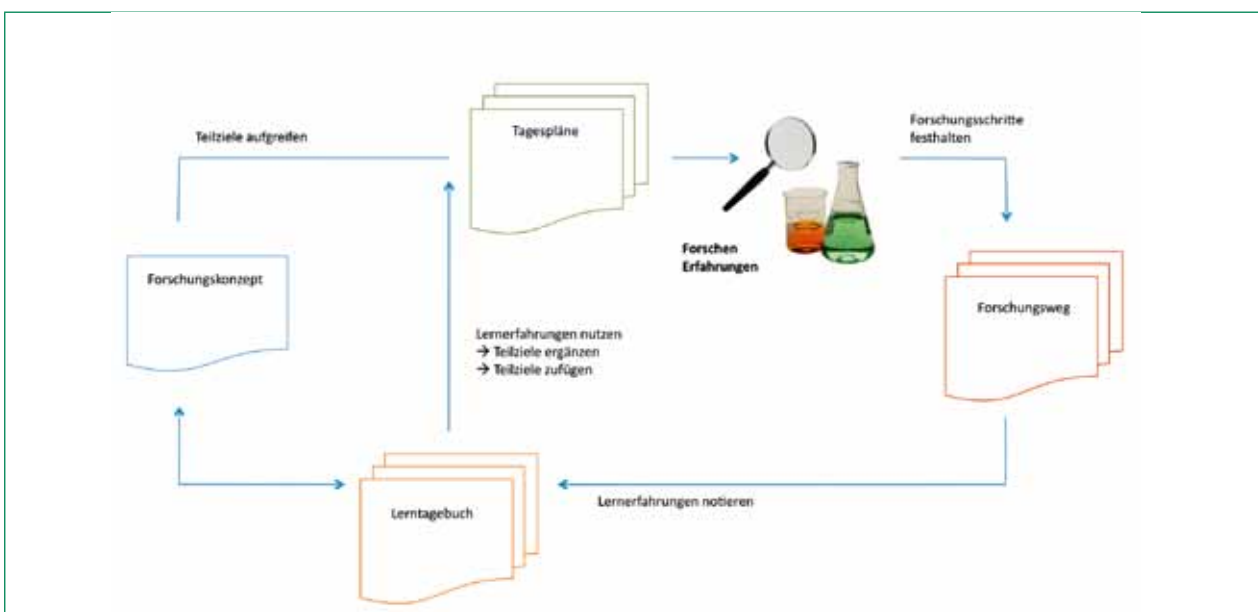 Teilziele aufgreifen
Tagespläne
Forschungsschritte
festhalten
Forschen
Erfahrungen
Forschungskonzept
Forschungsweg
Lernerfahrungen nutzen
→ Teilziele ergänzen
→ Teilziele zufügen
Lerntagebuch
Lernerfahrungen notieren